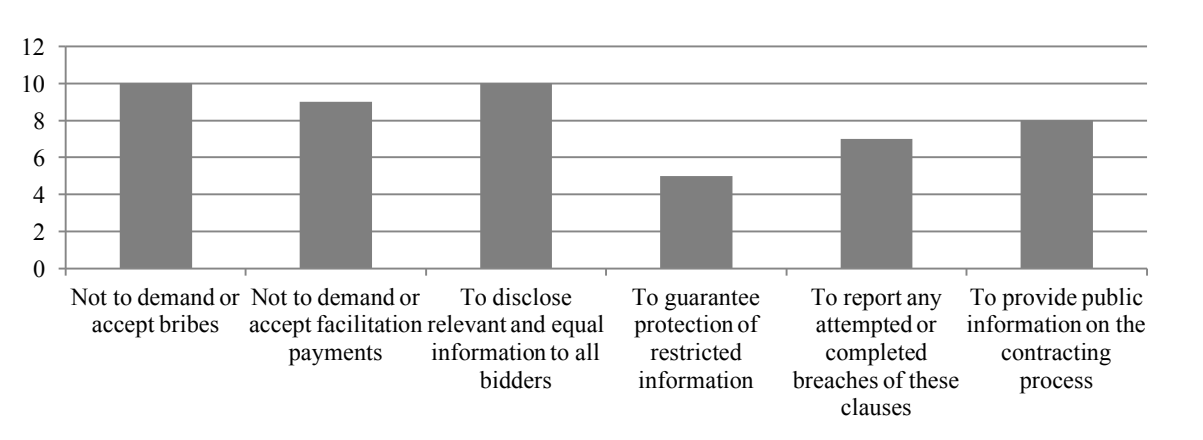 12
10
8
6
4
2
0
Not to demand or
accept bribes
Not to demand or
accept facilitation
payments
To disclose
relevant and equal
information to all
bidders
To guarantee
protection of
restricted
information
To report any
attempted or
completed
breaches of these
clauses
To provide public
information on the
contracting
process